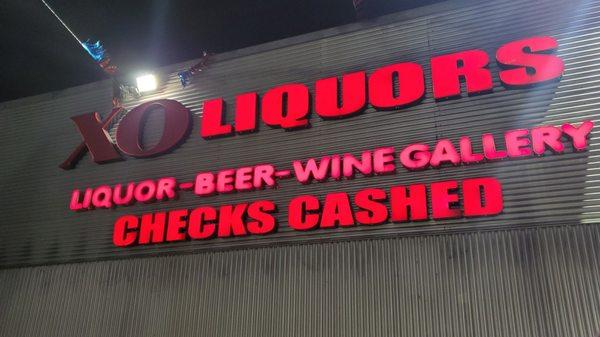 XO LIQUORS
LIQUOR-BEER-WINE GALLERY
CHECKS CASHED